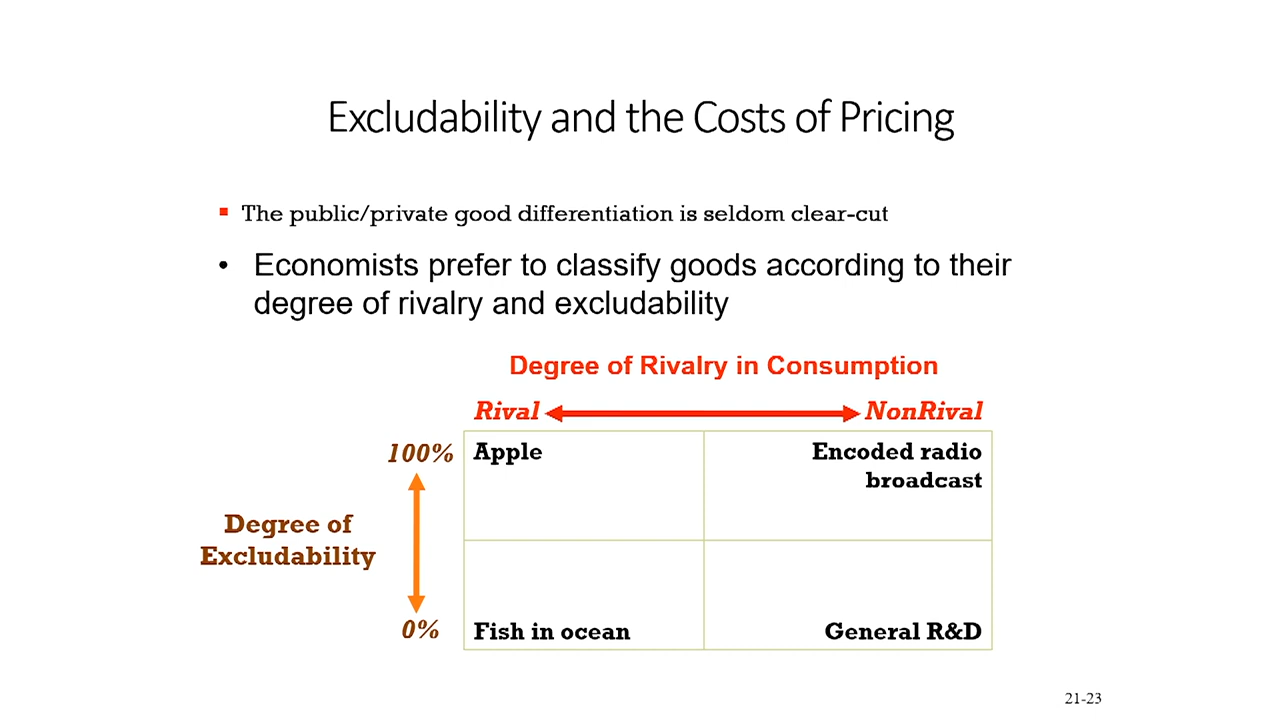 Excludability and the Costs of Pricing
▪ The public/private good differentiation is seldom clear-cut
• Economists prefer to classify goods according to their
degree of rivalry and excludability
Degree of Rivalry in Consumption
Rival NonRival
100% Apple Encoded radio
broadcast
Degree of
Excludability
0% Fish in ocean General R&D
21-23